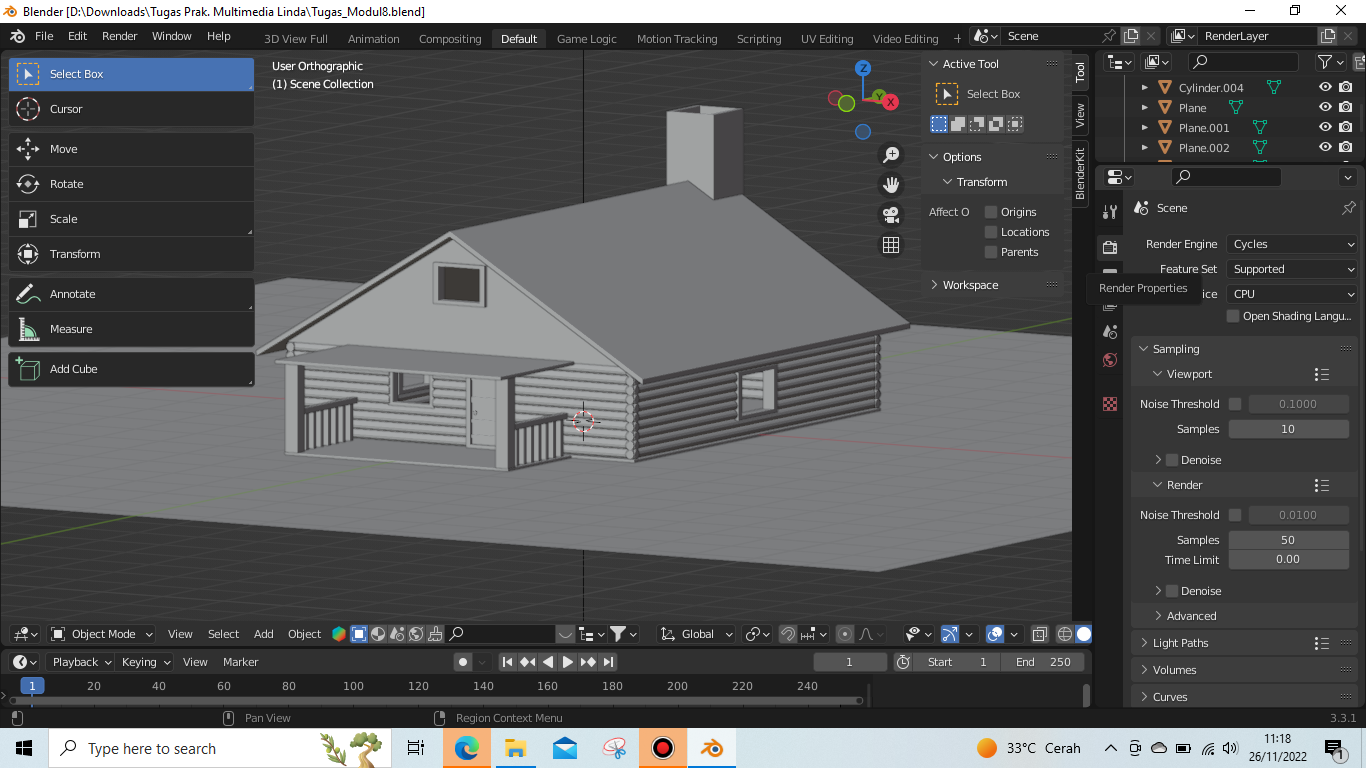 Blender [D:\Downloads\Tugas Prak. Multimedia Linda\Tugas_Modul8.blend]
File Edit Render Window Help
3D View Full Animation Compositing Default Game Logic Motion Tracking Scripting UV Editing Video Editing +
Scene
RenderLayer
Select Box
Cursor
Move
Rotate
Scale
Transform
Annotate
Measure
Add Cube
User Orthographic
(1) Scene Collection
Z
Y
X
Active Tool
Select Box
Options
Transform
Affect O
Origins
Locations
Parents
Workspace
Tool
View
BlenderKit
Cylinder.004
Plane
Plane.001
Plane.002
Scene
Render Engine Cycles
Feature Set Supported
Render Properties
ice CPU
Open Shading Langu...
Sampling
Viewport
Noise Threshold 0.1000
Samples 10
Denoise
Render
Noise Threshold 0.0100
Samples 50
Time Limit 0.00
Denoise
Advanced
Light Paths
Volumes
Curves
Object Mode View Select Add Object Global
Playback Keying View Marker
1 Start 1 End 250
1 20 40 60 80 100 120 140 160 180 200 220 240
Pan View Region Context Menu 3.3.1
Type here to search
33°C Cerah
11:18
26/11/2022
1